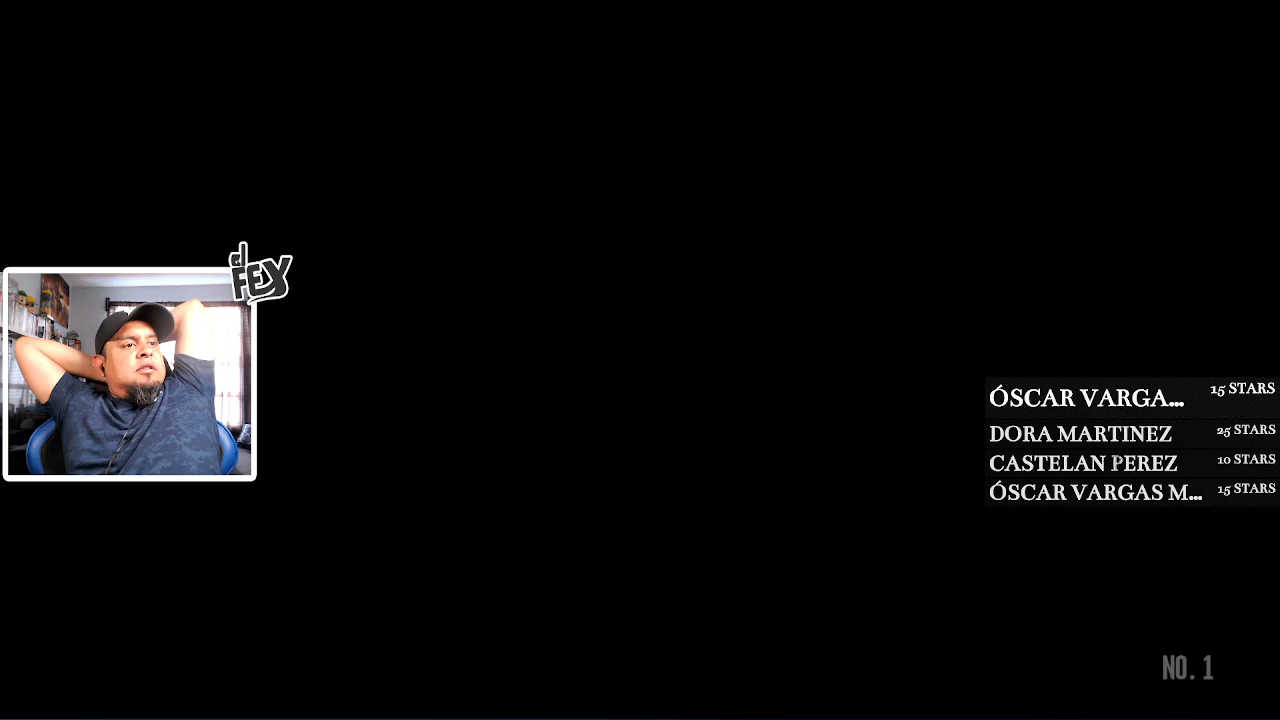 el
FEY
ÓSCAR VARGA... 15 STARS
DORA MARTINEZ 25 STARS
CASTELAN PEREZ 10 STARS
ÓSCAR VARGAS M... 15 STARS
NO. 1